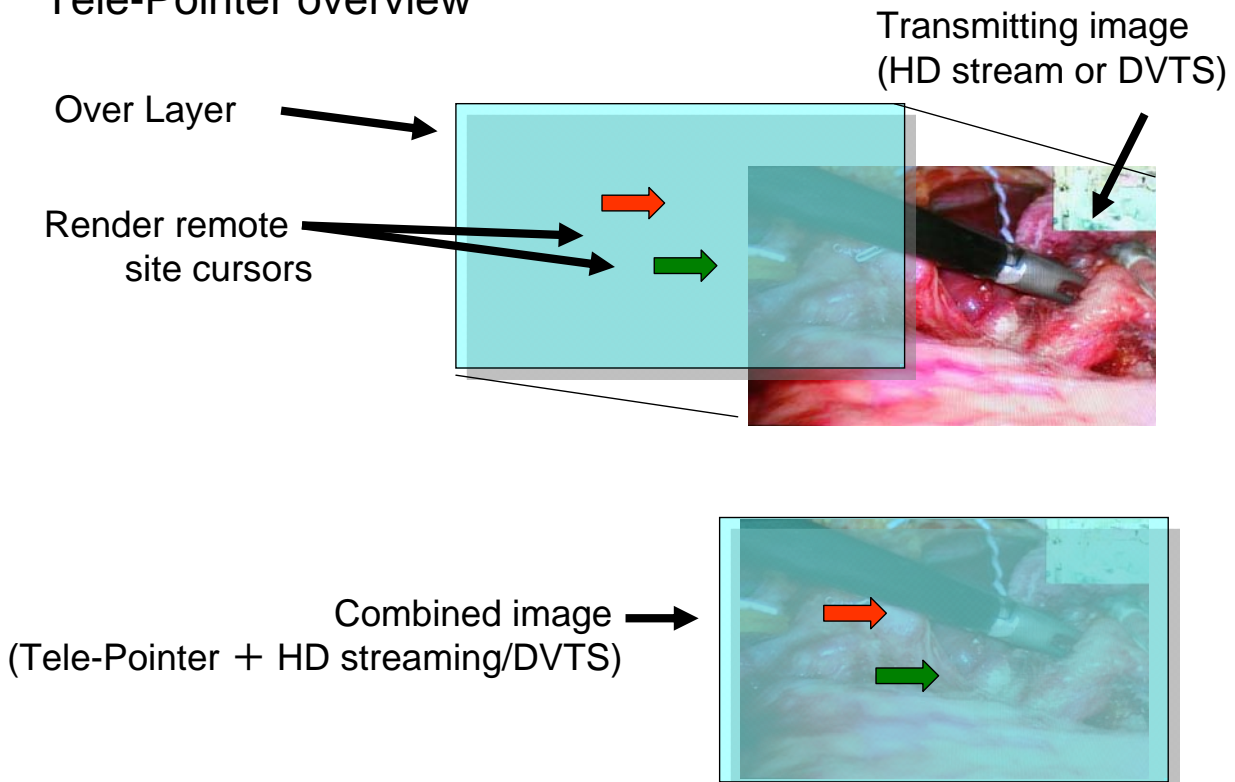 Tele-Pointer overview
Transmitting image
(HD stream or DVTS)
Over Layer
Render remote
site cursors
Combined image
(Tele-Pointer + HD streaming/DVTS)